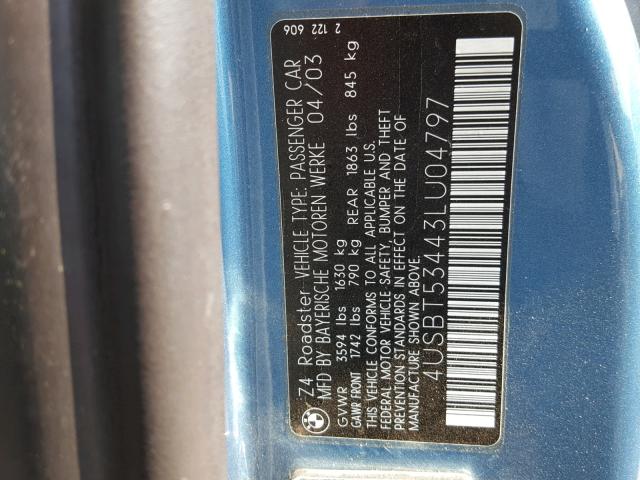 Z4 Roadster VEHICLE TYPE: PASSENGER CAR
MFD BY BAYERISCHE MOTOREN WERKE 04/03
GVWR 3594 lbs 1630 kg
GAWR FRONT 1742 lbs 790 kg REAR 1863 lbs 845 kg
THIS VEHICLE CONFORMS TO ALL APPLICABLE U.S.
FEDERAL MOTOR VEHICLE SAFETY, BUMPER AND THEFT
PREVENTION STANDARDS IN EFFECT ON THE DATE OF
MANUFACTURE SHOWN ABOVE.
4USBT53443LU04797
2 122 606